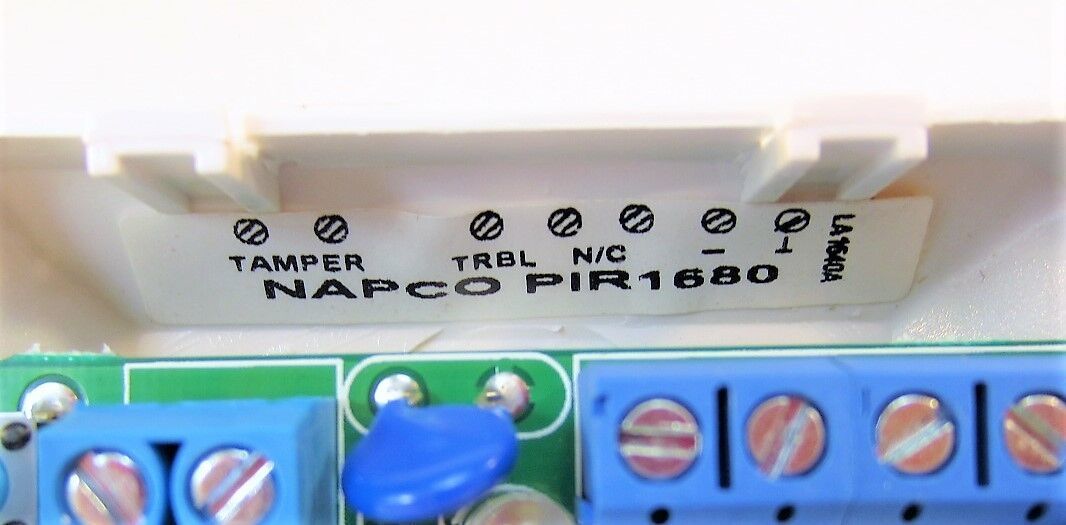 TAMPER TRBL N/C − +
NAPCO PIR1680
LA1640A